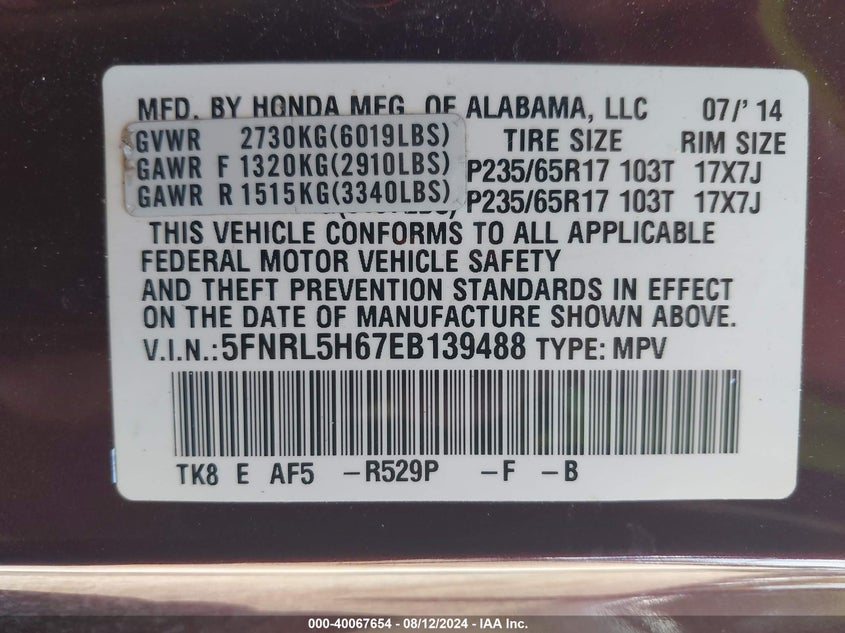 MFD. BY HONDA MFG. OF ALABAMA, LLC 07/'14
GVWR 2730KG(6019LBS) TIRE SIZE RIM SIZE
GAWR F 1320KG(2910LBS) P235/65R17 103T 17X7J
GAWR R 1515KG(3340LBS) P235/65R17 103T 17X7J
THIS VEHICLE CONFORMS TO ALL APPLICABLE
FEDERAL MOTOR VEHICLE SAFETY
AND THEFT PREVENTION STANDARDS IN EFFECT
ON THE DATE OF MANUFACTURE SHOWN ABOVE.
V.I.N.:5FNRL5H67EB139488 TYPE: MPV
TK8 E AF5 -R529P -F -B
000-40067654 - 08/12/2024 - IAA Inc.